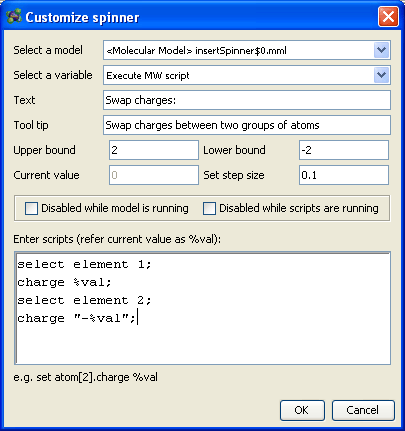 Customize spinner
Select a model <Molecular Model> insertSpinner$0.mml
Select a variable Execute MW script
Text Swap charges:
Tool tip Swap charges between two groups of atoms
Upper bound 2 Lower bound -2
Current value 0 Set step size 0.1
Disabled while model is running Disabled while scripts are running
Enter scripts (refer current value as %val):
select element 1;
charge %val;
select element 2;
charge "-%val";
e.g. set atom[2].charge %val
OK Cancel